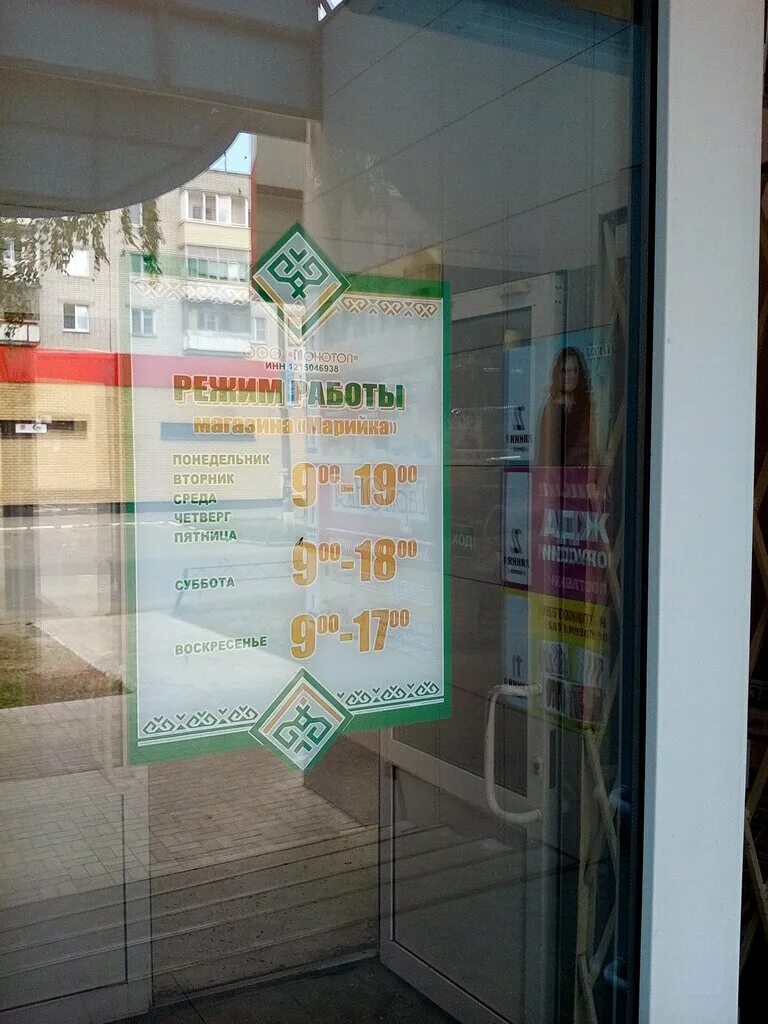 ООО «Монотоп»
ИНН 1215046938
РЕЖИМ РАБОТЫ
магазина «Марийка»
ПОНЕДЕЛЬНИК
ВТОРНИК
СРЕДА
ЧЕТВЕРГ
ПЯТНИЦА
9⁰⁰-19⁰⁰
СУББОТА
9⁰⁰-18⁰⁰
ВОСКРЕСЕНЬЕ
9⁰⁰-17⁰⁰